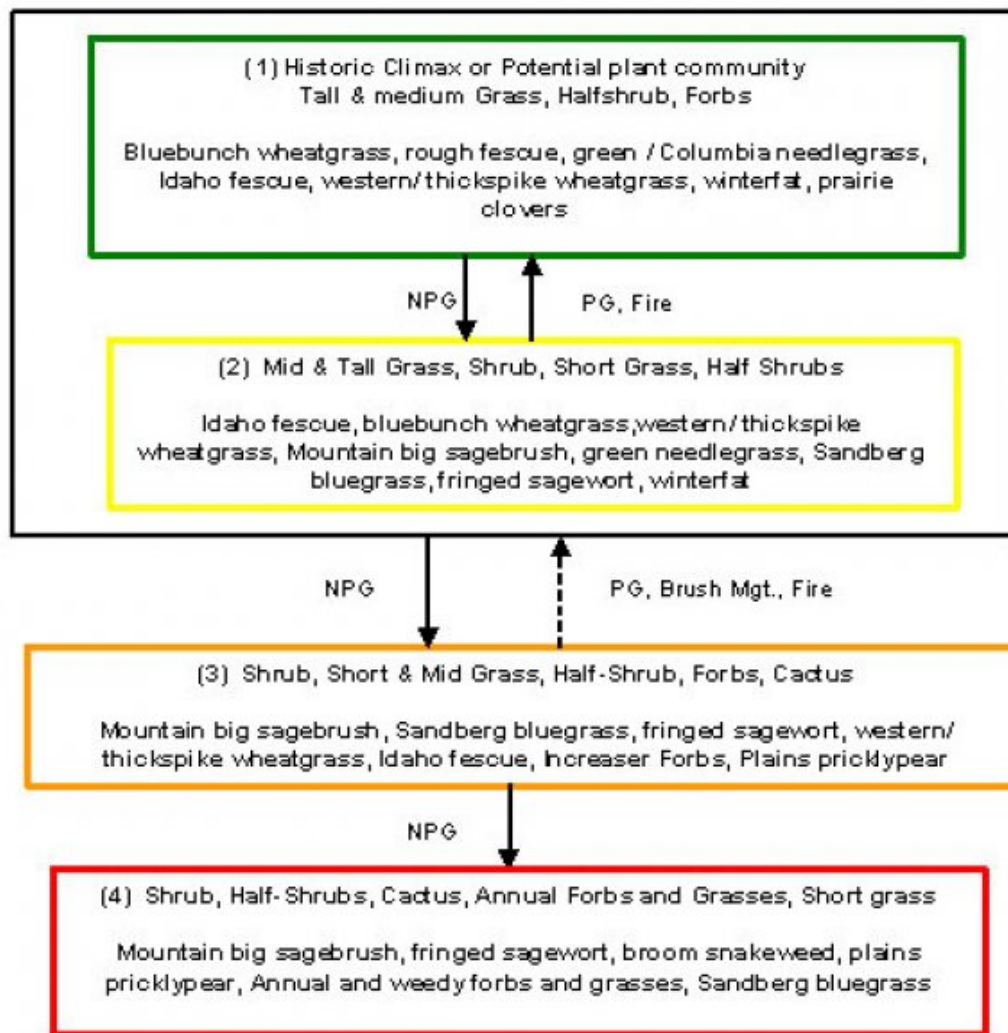 (1) Historic Climax or Potential plant community
Tall & medium Grass, Halfshrub, Forbs
Bluebunch wheatgrass, rough fescue, green / Columbia needlegrass,
Idaho fescue, western/ thickspike wheatgrass, winterfat, prairie
clovers
NPG
PG, Fire
(2) Mid & Tall Grass, Shrub, Short Grass, Half Shrubs
Idaho fescue, bluebunch wheatgrass,western/ thickspike
wheatgrass, Mountain big sagebrush, green needlegrass, Sandberg
bluegrass, fringed sagewort, winterfat
NPG
PG, Brush Mgt., Fire
(3) Shrub, Short & Mid Grass, Half-Shrub, Forbs, Cactus
Mountain big sagebrush, Sandberg bluegrass, fringed sagewort, western/
thickspike wheatgrass, Idaho fescue, Increaser Forbs, Plains pricklypear
NPG
(4) Shrub, Half-Shrubs, Cactus, Annual Forbs and Grasses, Short grass
Mountain big sagebrush, fringed sagewort, broom snakeweed, plains
pricklypear, Annual and weedy forbs and grasses, Sandberg bluegrass